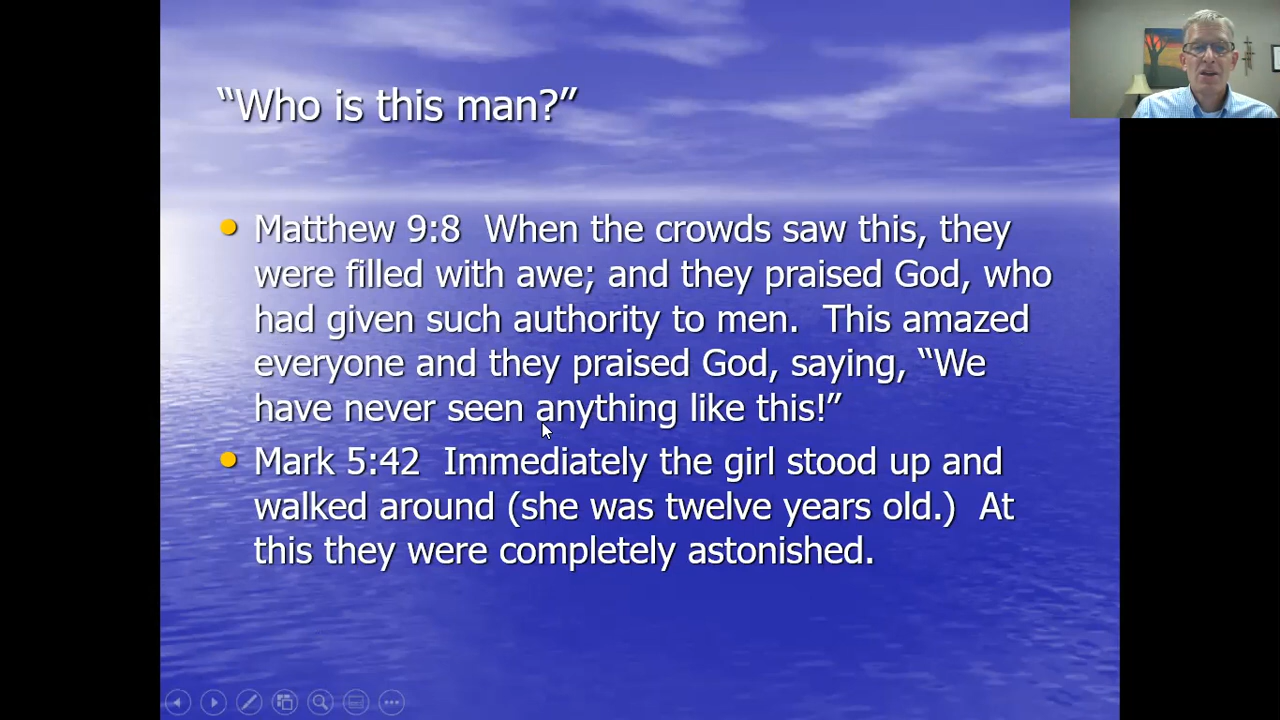 “Who is this man?”
Matthew 9:8  When the crowds saw this, they
were filled with awe; and they praised God, who
had given such authority to men.  This amazed
everyone and they praised God, saying, “We
have never seen anything like this!”
Mark 5:42  Immediately the girl stood up and
walked around (she was twelve years old.)  At
this they were completely astonished.